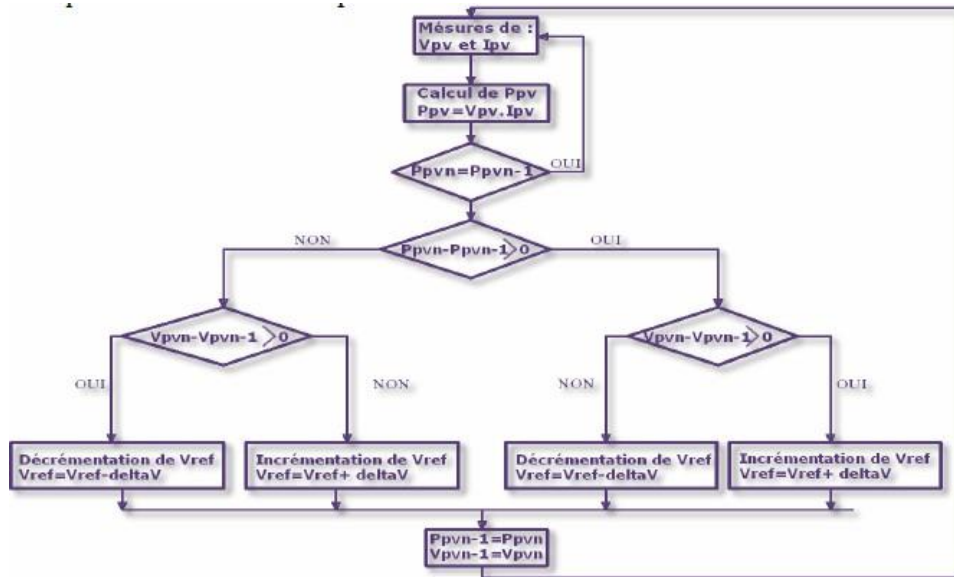 Mésures de :
Vpv et Ipv
Calcul de Ppv
Ppv=Vpv.Ipv
Ppvn=Ppvn-1
OUI
NON
Ppvn-Ppvn-1>0
OUI
Vpvn-Vpvn-1 >0
Vpvn-Vpvn-1>0
OUI
NON
NON
OUI
Décrémentation de Vref
Vref=Vref-deltaV
Incrémentation de Vref
Vref=Vref+ deltaV
Décrémentation de Vref
Vref=Vref-deltaV
Incrémentation de Vref
Vref=Vref+ deltaV
Ppvn-1=Ppvn
Vpvn-1=Vpvn